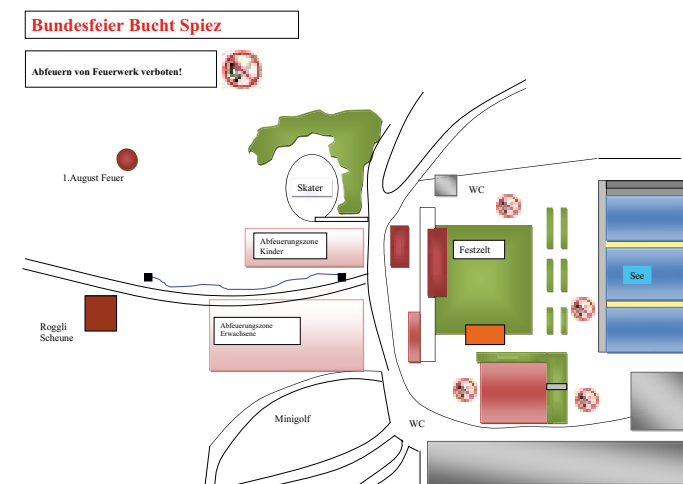 Bundesfeier Bucht Spiez
Abfeuern von Feuerwerk verboten!
1.August Feuer
Skater
WC
Abfeuerungszone
Kinder
Festzelt
See
Roggli
Scheune
Abfeuerungszone
Erwachsene
Minigolf
WC